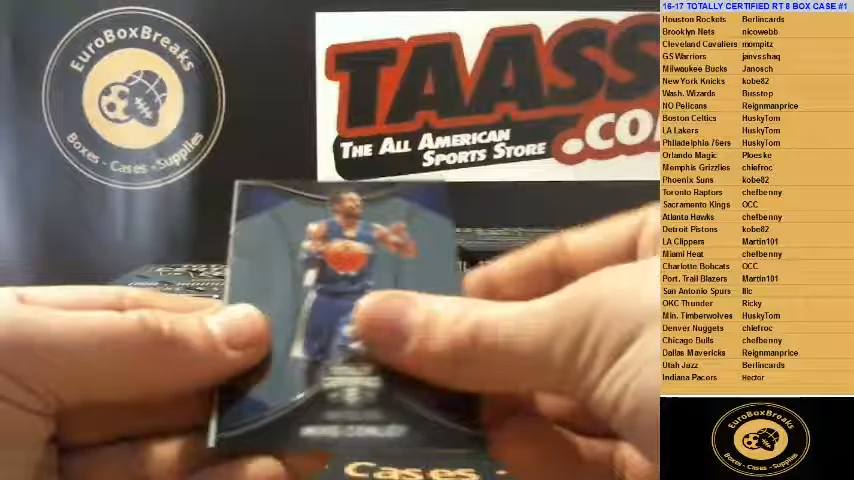 EuroBoxBreaks
Boxes - Cases - Supplies
TAASS
THE ALL AMERICAN
SPORTS STORE
.CO
MIKE CONLEY
Cases
16-17 TOTALLY CERTIFIED RT 8 BOX CASE #1
Houston Rockets Berlincards
Brooklyn Nets nicowebb
Cleveland Cavaliers mompitz
GS Warriors janvsshaq
Milwaukee Bucks Janosch
New York Knicks kobe82
Wash. Wizards Busstop
NO Pelicans Reignmanprice
Boston Celtics HuskyTom
LA Lakers HuskyTom
Philadelphia 76ers HuskyTom
Orlando Magic Ploeske
Memphis Grizzlies chiefroc
Phoenix Suns kobe82
Toronto Raptors chefbenny
Sacramento Kings OCC
Atlanta Hawks chefbenny
Detroit Pistons kobe82
LA Clippers Martin101
Miami Heat chefbenny
Charlotte Bobcats OCC
Port. Trail Blazers Martin101
San Antonio Spurs
OKC Thunder Ricky
Min. Timberwolves HuskyTom
Denver Nuggets chiefroc
Chicago Bulls chefbenny
Dallas Mavericks Reignmanprice
Utah Jazz Berlincards
Indiana Pacers Hector
EuroBoxBreaks
Boxes - Cases - Supplies